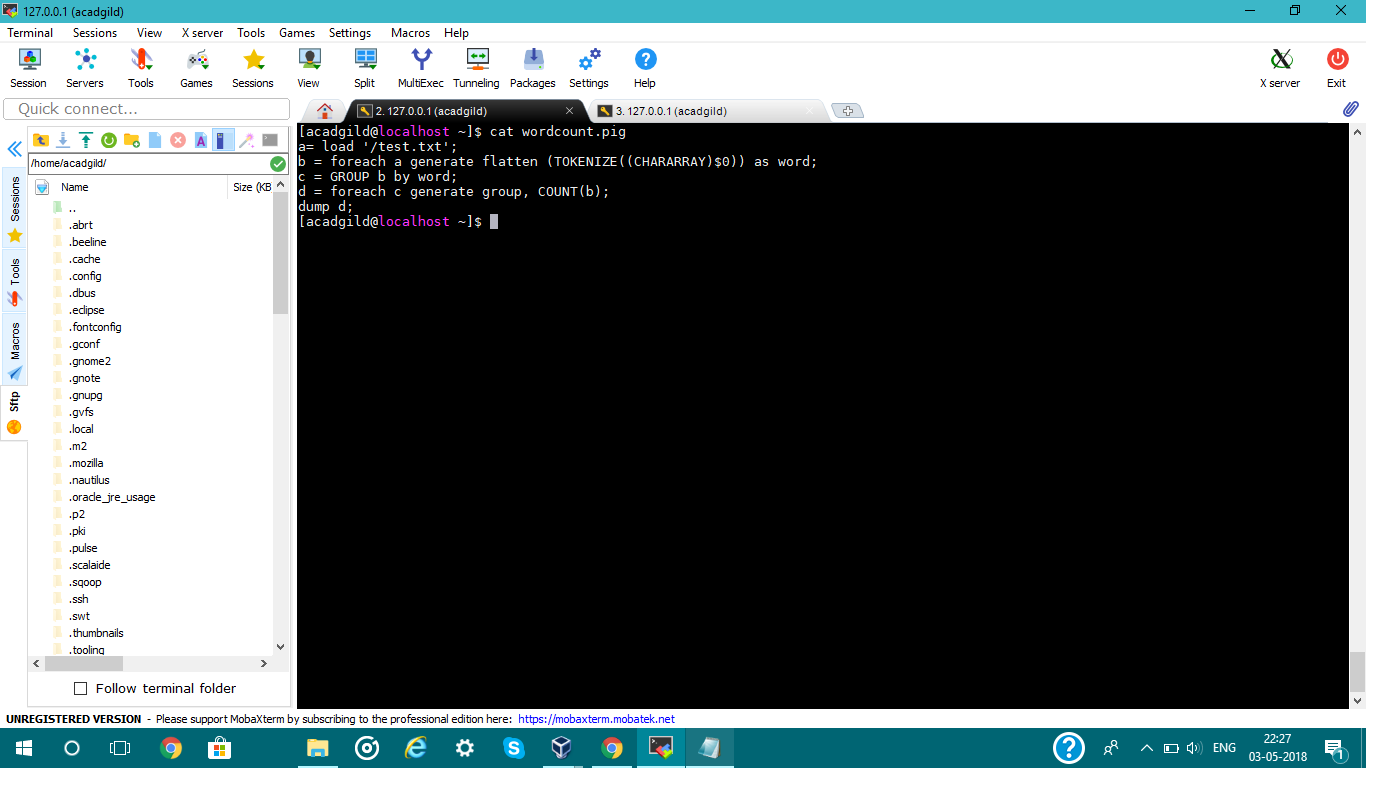 127.0.0.1 (acadgild)
Terminal Sessions View X server Tools Games Settings Macros Help
Session Servers Tools Games Sessions View Split MultiExec Tunneling Packages Settings Help X server Exit
Quick connect...
2. 127.0.0.1 (acadgild)
3. 127.0.0.1 (acadgild)
/home/acadgild/
Name Size (KB
Sessions
Tools
Macros
Sftp
..
.abrt
.beeline
.cache
.config
.dbus
.eclipse
.fontconfig
.gconf
.gnome2
.gnote
.gnupg
.gvfs
.local
.m2
.mozilla
.nautilus
.oracle_jre_usage
.p2
.pki
.pulse
.scalaide
.sqoop
.ssh
.swt
.thumbnails
.tooling
Follow terminal folder
[acadgild@localhost ~]$ cat wordcount.pig
a= load '/test.txt';
b = foreach a generate flatten (TOKENIZE((CHARARRAY)$0)) as word;
c = GROUP b by word;
d = foreach c generate group, COUNT(b);
dump d;
[acadgild@localhost ~]$
UNREGISTERED VERSION - Please support MobaXterm by subscribing to the professional edition here: https://mobaxterm.mobatek.net
ENG
22:27
03-05-2018
1